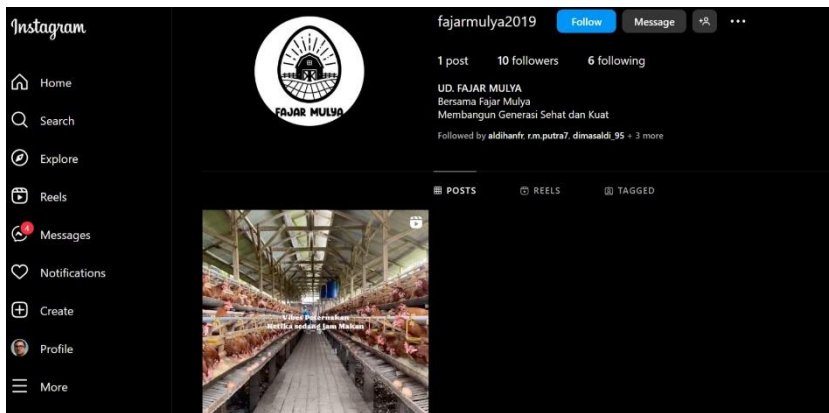 Instagram
Home
Search
Explore
Reels
4
Messages
Notifications
Create
Profile
More
FAJAR MULYA
fajarmulya2019
Follow
Message
1 post 10 followers 6 following
UD. FAJAR MULYA
Bersama Fajar Mulya
Membangun Generasi Sehat dan Kuat
Followed by aldihanfr, r.m.putra7, dimasaldi_95 + 3 more
POSTS REELS TAGGED
Vibes Peternakan
Ketika sedang Jam Makan